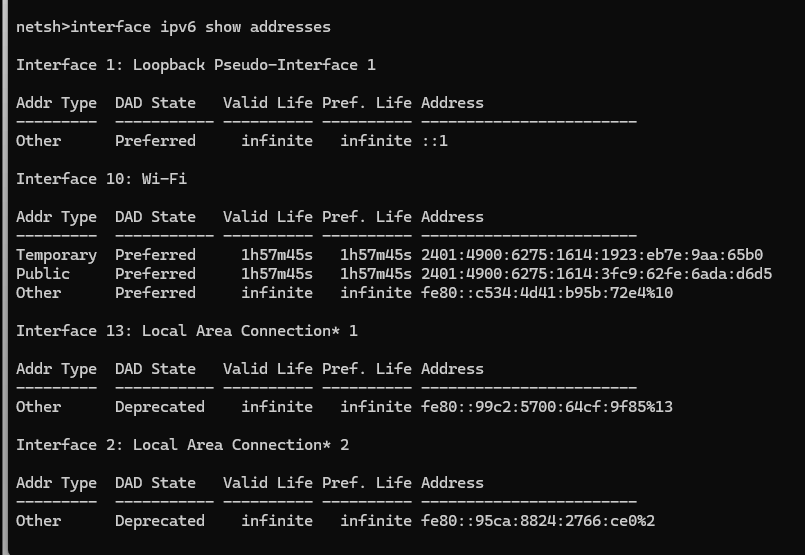 netsh>interface ipv6 show addresses
Interface 1: Loopback Pseudo-Interface 1
Addr Type  DAD State   Valid Life Pref. Life Address
---------  ----------- ---------- ---------- ------------------------
Other      Preferred     infinite   infinite ::1
Interface 10: Wi-Fi
Addr Type  DAD State   Valid Life Pref. Life Address
---------  ----------- ---------- ---------- ------------------------
Temporary  Preferred     1h57m45s   1h57m45s 2401:4900:6275:1614:1923:eb7e:9aa:65b0
Public     Preferred     1h57m45s   1h57m45s 2401:4900:6275:1614:3fc9:62fe:6ada:d6d5
Other      Preferred     infinite   infinite fe80::c534:4d41:b95b:72e4%10
Interface 13: Local Area Connection* 1
Addr Type  DAD State   Valid Life Pref. Life Address
---------  ----------- ---------- ---------- ------------------------
Other      Deprecated    infinite   infinite fe80::99c2:5700:64cf:9f85%13
Interface 2: Local Area Connection* 2
Addr Type  DAD State   Valid Life Pref. Life Address
---------  ----------- ---------- ---------- ------------------------
Other      Deprecated    infinite   infinite fe80::95ca:8824:2766:ce0%2